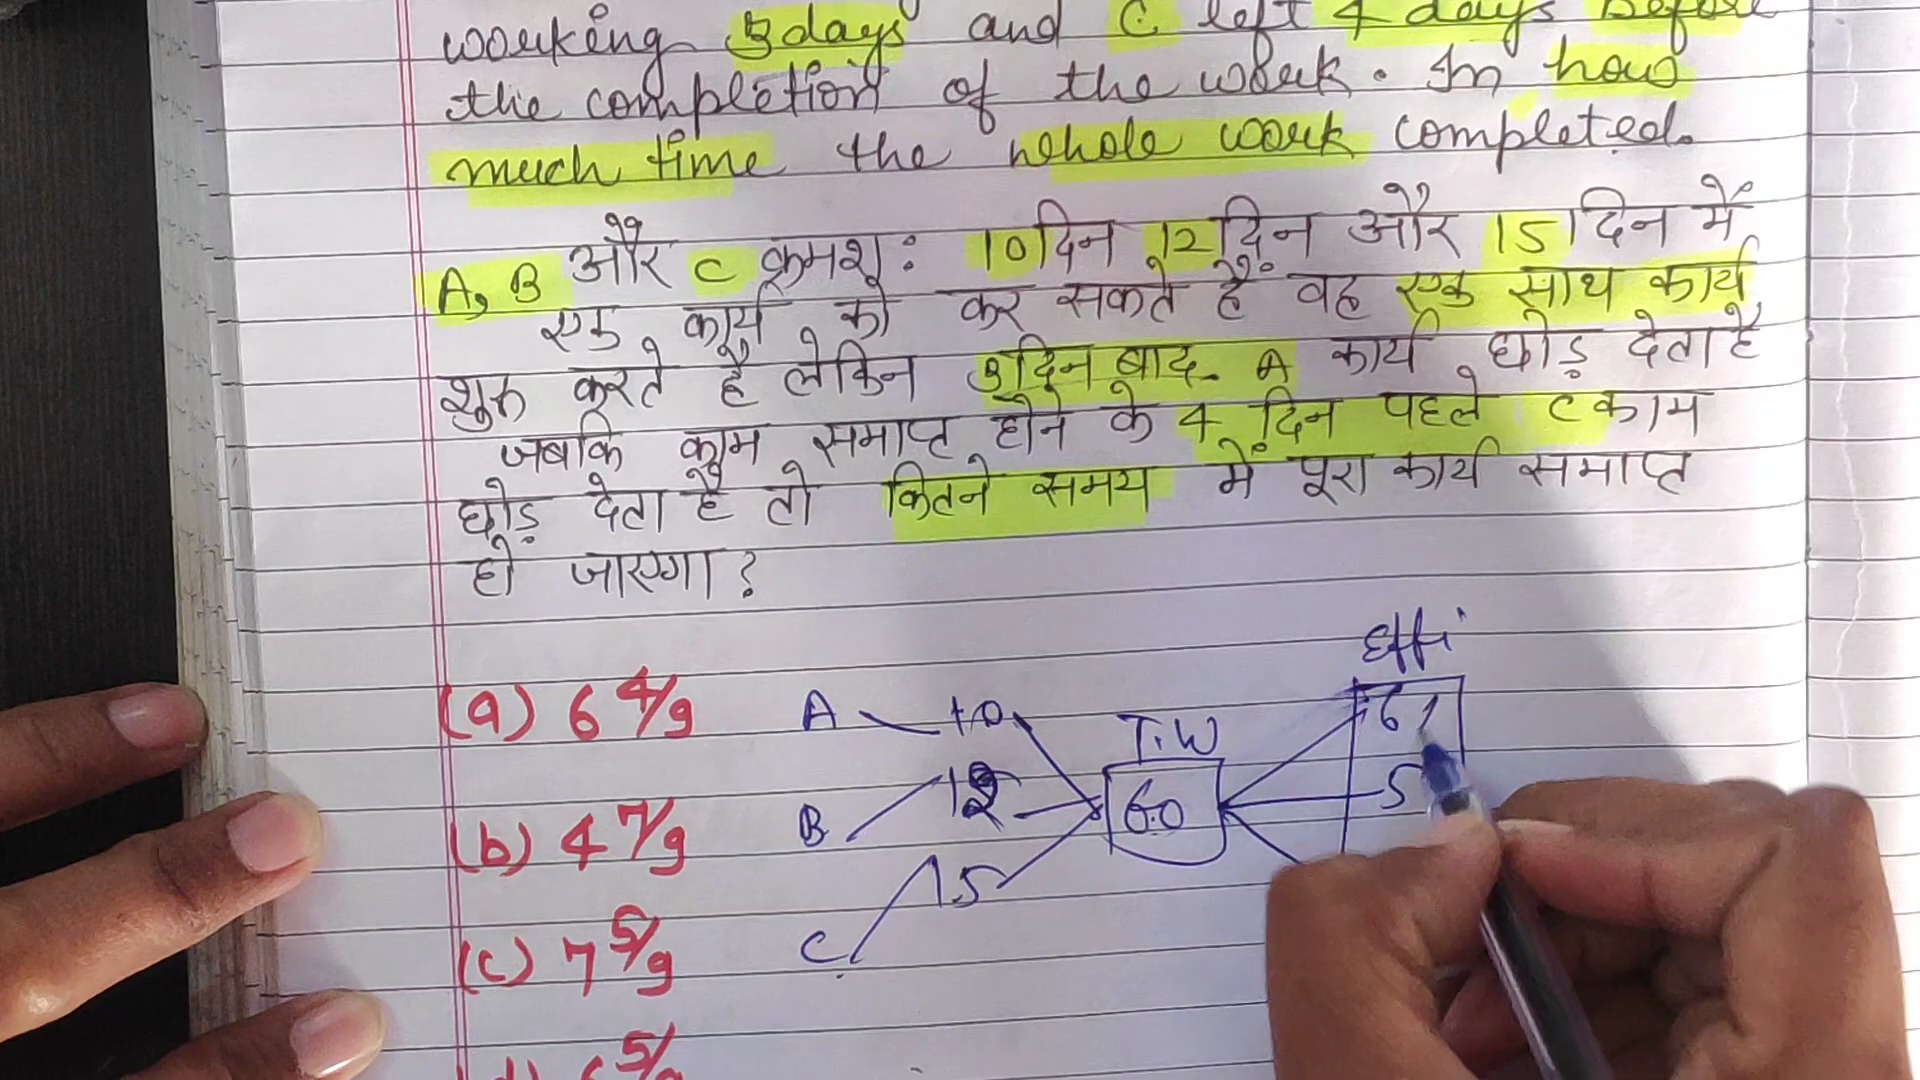 working 3 days and C left 4 days before
the completion of the work. In how
much time the whole work completed.
A, B और C क्रमश: 10 दिन 12 दिन और 15 दिन में
एक कार्य को कर सकते हैं वह एक साथ कार्य
शुरू करते है लेकिन 3 दिन बाद A कार्य छोड़ देता है
जबकि काम समाप्त होने के 4 दिन पहले C काम
छोड़ देता है तो कितने समय में पूरा कार्य समाप्त
हो जाएगा ?
Effi
(a) 6 4/9
A 10
T.W
6
(b) 4 7/9
B 12
60
5
(c) 7 5/9
C 15